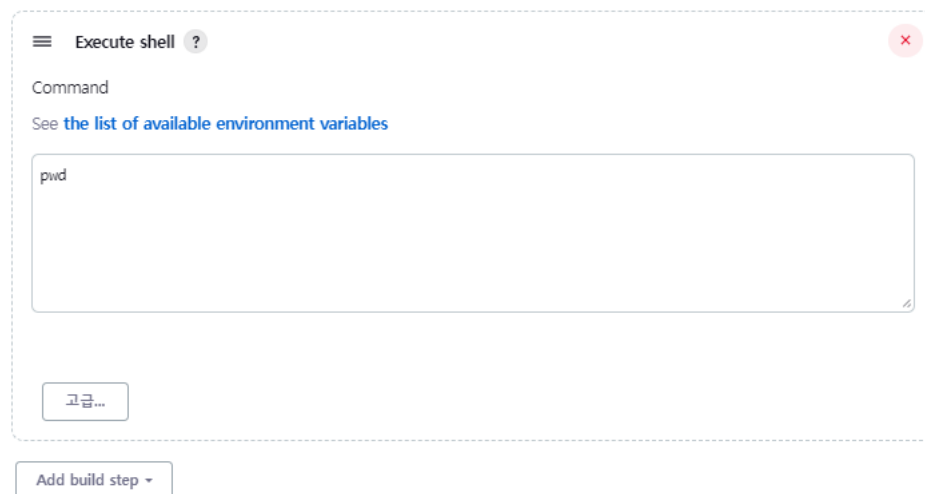 Execute shell ?
Command
See the list of available environment variables
pwd
고급...
Add build step